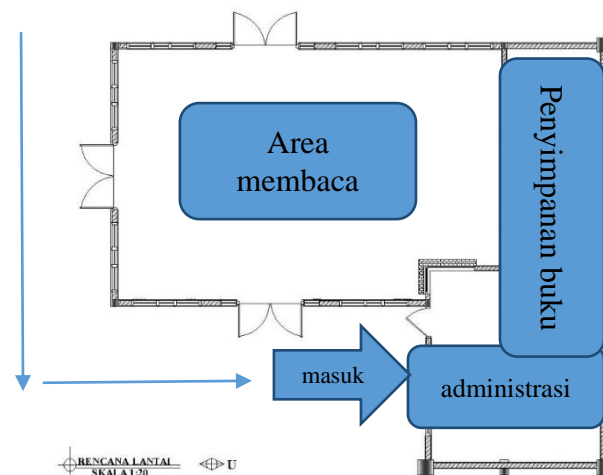 Area
membaca
Penyimpanan buku
masuk
administrasi
RENCANA LANTAI
SKALA 1:20
U